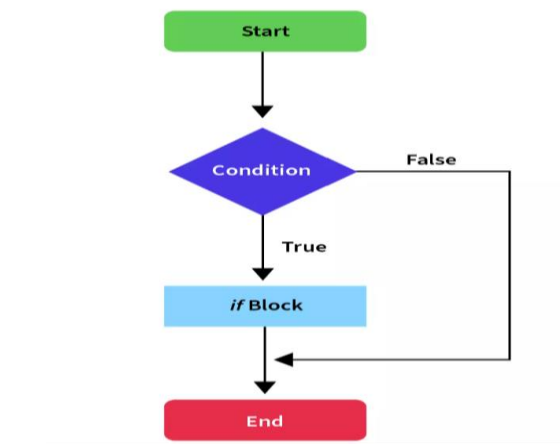 Start
Condition
False
True
if Block
End